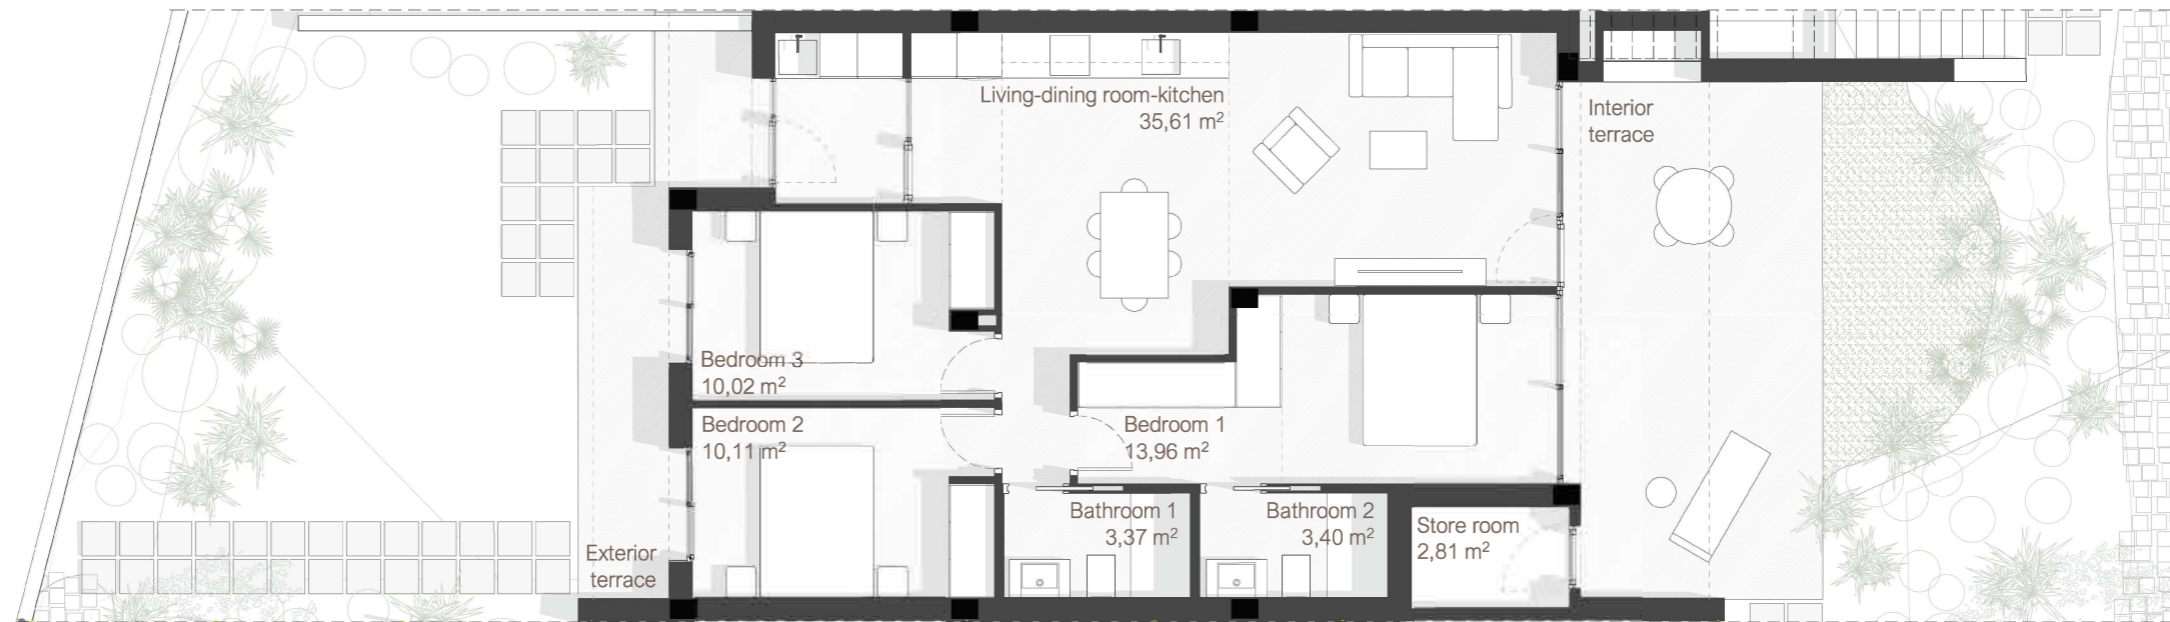 Living-dining room-kitchen
35,61 m²
Interior
terrace
Bedroom 3
10,02 m²
Bedroom 2
10,11 m²
Bedroom 1
13,96 m²
Bathroom 1
3,37 m²
Bathroom 2
3,40 m²
Store room
2,81 m²
Exterior
terrace